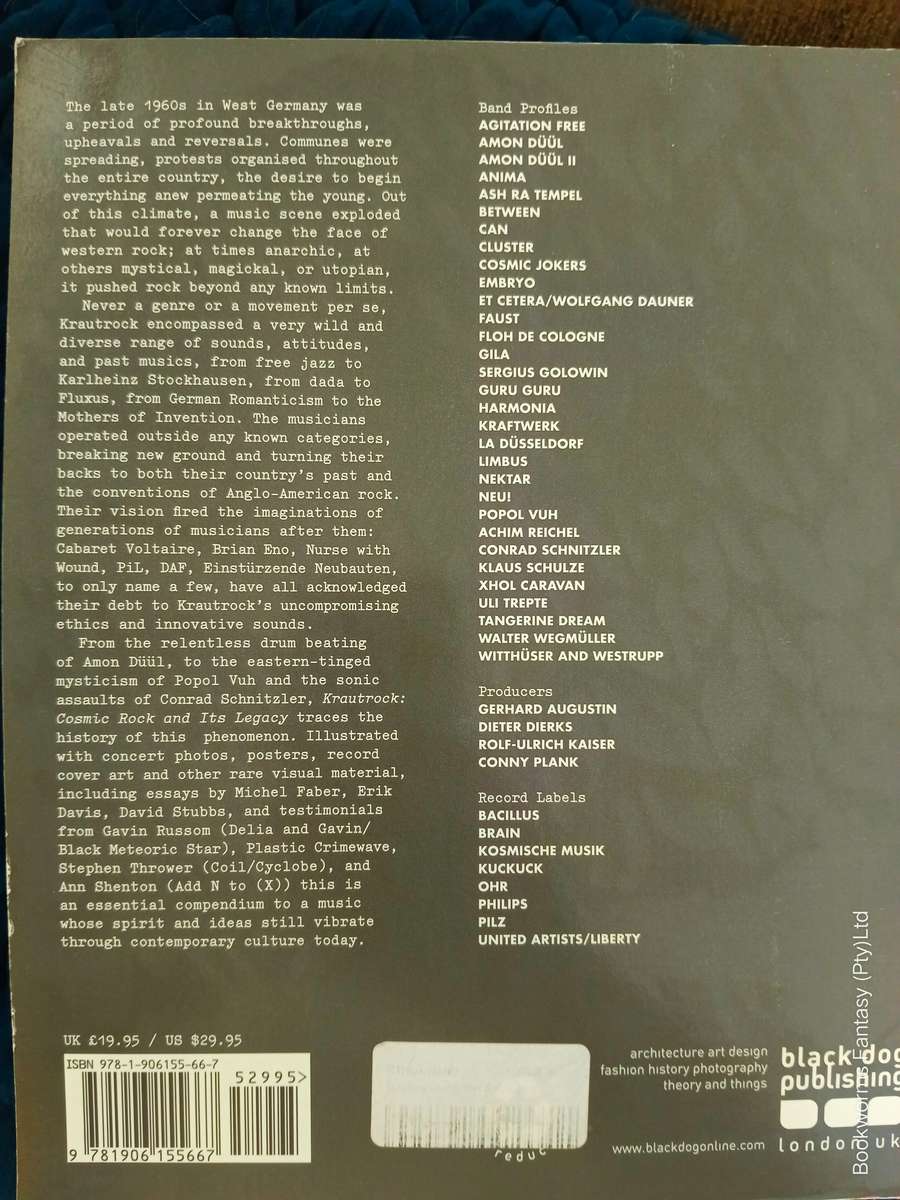 The late 1960s in West Germany was
a period of profound breakthroughs,
upheavals and reversals. Communes were
spreading, protests organised throughout
the entire country, the desire to begin
everything anew permeating the young. Out
of this climate, a music scene exploded
that would forever change the face of
western rock; at times anarchic, at
others mystical, magickal, or utopian,
it pushed rock beyond any known limits.
Never a genre or a movement per se,
Krautrock encompassed a very wild and
diverse range of sounds, attitudes,
and past musics, from free jazz to
Karlheinz Stockhausen, from dada to
Fluxus, from German Romanticism to the
Mothers of Invention. The musicians
operated outside any known categories,
breaking new ground and turning their
backs to both their country's past and
the conventions of Anglo-American rock.
Their vision fired the imaginations of
generations of musicians after them:
Cabaret Voltaire, Brian Eno, Nurse with
Wound, PiL, DAF, Einstürzende Neubauten,
to only name a few, have all acknowledged
their debt to Krautrock's uncompromising
ethics and innovative sounds.
From the relentless drum beating
of Amon Düül, to the eastern-tinged
mysticism of Popol Vuh and the sonic
assaults of Conrad Schnitzler, Krautrock:
Cosmic Rock and Its Legacy traces the
history of this phenomenon. Illustrated
with concert photos, posters, record
cover art and other rare visual material,
including essays by Michel Faber, Erik
Davis, David Stubbs, and testimonials
from Gavin Russom (Delia and Gavin/
Black Meteoric Star), Plastic Crimewave,
Stephen Thrower (Coil/Cyclobe), and
Ann Shenton (Add N to (X)) this is
an essential compendium to a music
whose spirit and ideas still vibrate
through contemporary culture today.
Band Profiles
AGITATION FREE
AMON DÜÜL
AMON DÜÜL II
ANIMA
ASH RA TEMPEL
BETWEEN
CAN
CLUSTER
COSMIC JOKERS
EMBRYO
ET CETERA/WOLFGANG DAUNER
FAUST
FLOH DE COLOGNE
GILA
SERGIUS GOLOWIN
GURU GURU
HARMONIA
KRAFTWERK
LA DÜSSELDORF
LIMBUS
NEKTAR
NEU!
POPOL VUH
ACHIM REICHEL
CONRAD SCHNITZLER
KLAUS SCHULZE
XHOL CARAVAN
ULI TREPTE
TANGERINE DREAM
WALTER WEGMÜLLER
WITTHÜSER AND WESTRUPP
Producers
GERHARD AUGUSTIN
DIETER DIERKS
ROLF-ULRICH KAISER
CONNY PLANK
Record Labels
BACILLUS
BRAIN
KOSMISCHE MUSIK
KUCKUCK
OHR
PHILIPS
PILZ
UNITED ARTISTS/LIBERTY
UK £19.95 / US $29.95
ISBN 978-1-906155-66-7
52995>
9 781906 155667
reduc
architecture art design
fashion history photography
theory and things
www.blackdogonline.com
black dog
publishing
london uk
Bookworms Fantasy (Pty)Ltd